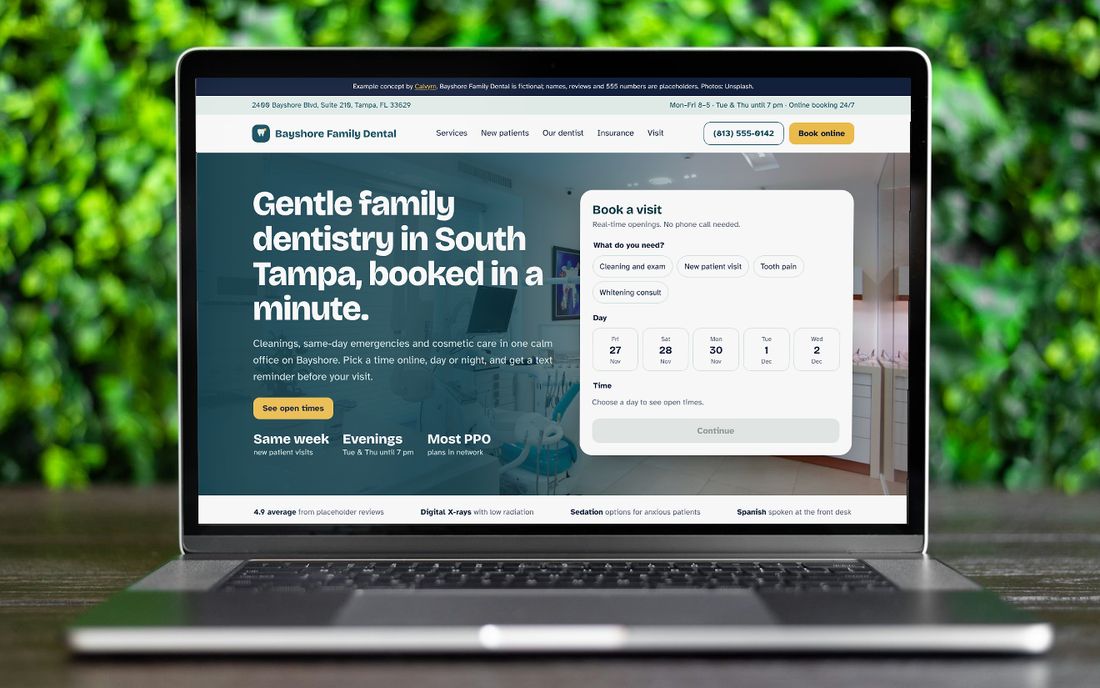 Example concept by Calvyn. Bayshore Family Dental is fictional; names, reviews and 555 numbers are placeholders. Photos: Unsplash.
2400 Bayshore Blvd, Suite 210, Tampa, FL 33629
Mon–Fri 8–5 · Tue & Thu until 7 pm · Online booking 24/7
Bayshore Family Dental
Services
New patients
Our dentist
Insurance
Visit
(813) 555-0142
Book online
Gentle family
dentistry in South
Tampa, booked in a
minute.
Cleanings, same-day emergencies and cosmetic care in one calm
office on Bayshore. Pick a time online, day or night, and get a text
reminder before your visit.
See open times
Same week
new patient visits
Evenings
Tue & Thu until 7 pm
Most PPO
plans in network
Book a visit
Real-time openings. No phone call needed.
What do you need?
Cleaning and exam
New patient visit
Tooth pain
Whitening consult
Day
Fri
27
Nov
Sat
28
Nov
Mon
30
Nov
Tue
1
Dec
Wed
2
Dec
Time
Choose a day to see open times.
Continue
4.9 average from placeholder reviews
Digital X-rays with low radiation
Sedation options for anxious patients
Spanish spoken at the front desk